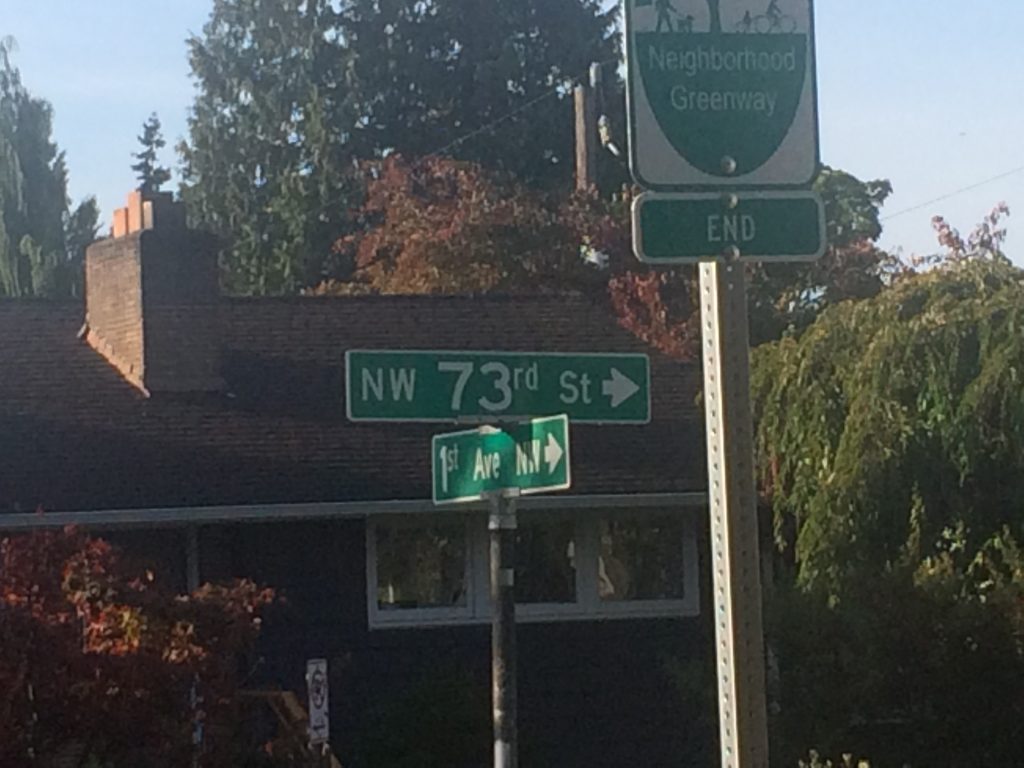 Neighborhood
Greenway
END
NW 73rd St
1st Ave NW